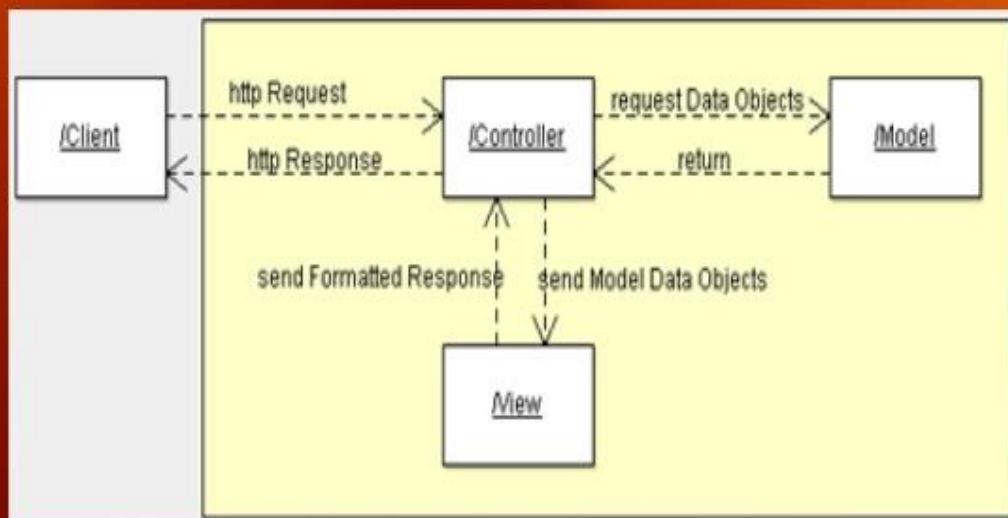 http Request
request Data Objects
/Client
/Controller
/Model
http Response
return
send Formatted Response
send Model Data Objects
/View